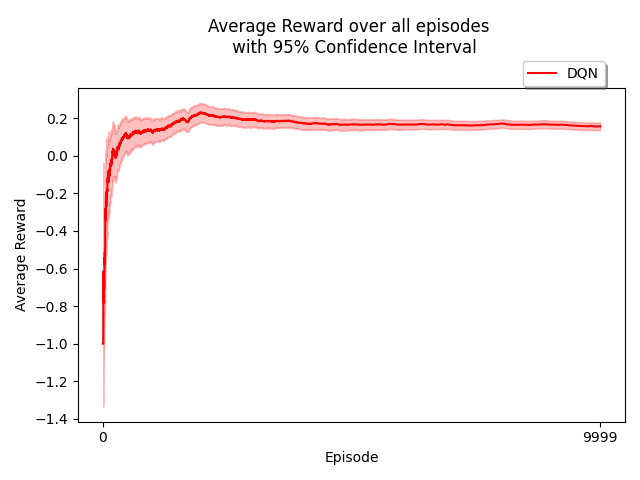 Average Reward over all episodes
with 95% Confidence Interval
DQN
0.2
0.0
−0.2
−0.4
−0.6
−0.8
−1.0
−1.2
−1.4
Average Reward
0
9999
Episode